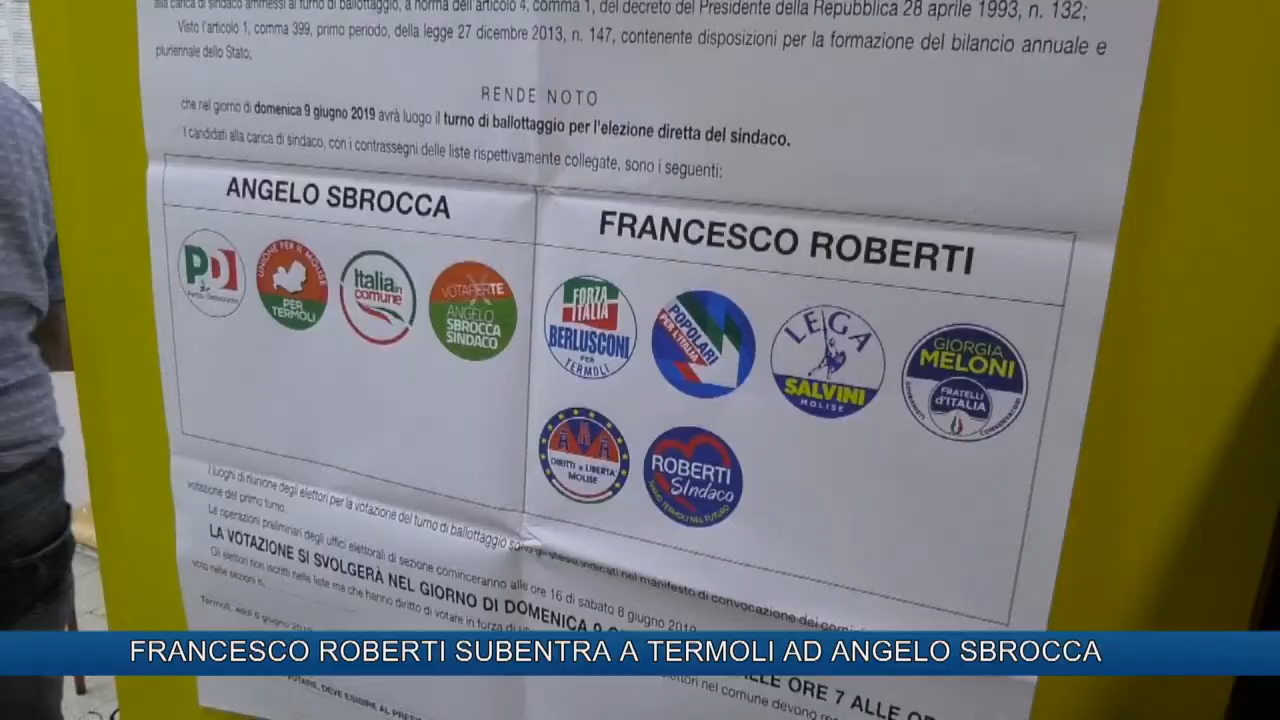 alla carica di sindaco ammessi al turno di ballottaggio, a norma dell'articolo 4, comma 1, del decreto del Presidente della Repubblica 28 aprile 1993, n. 132;
Visto l'articolo 1, comma 399, primo periodo, della legge 27 dicembre 2013, n. 147, contenente disposizioni per la formazione del bilancio annuale e
pluriennale dello Stato,
RENDE NOTO
che nel giorno di domenica 9 giugno 2019 avrà luogo il turno di ballottaggio per l'elezione diretta del sindaco.
I candidati alla carica di sindaco, con i contrassegni delle liste rispettivamente collegate, sono i seguenti:
ANGELO SBROCCA
PD
Partito Democratico
UNIONE PER IL MOLISE
PER
TERMOLI
Italia in
comune
VOTA FORTE
ANGELO
SBROCCA
SINDACO
FRANCESCO ROBERTI
FORZA
ITALIA
BERLUSCONI
PER
TERMOLI
POPOLARI
PER L'ITALIA
LEGA
SALVINI
MOLISE
GIORGIA
MELONI
FRATELLI
d'ITALIA
SOVRANISTI CONSERVATORI
DIRITTI e LIBERTA'
MOLISE
ROBERTI
Sindaco
I luoghi di riunione degli elettori per la votazione del turno di ballottaggio sono gli stessi indicati nel manifesto di convocazione dei
votazione del primo turno.
Le operazioni preliminari degli uffici elettorali di sezione cominceranno alle ore 16 di sabato 8 giugno 2019
LA VOTAZIONE SI SVOLGERÀ NEL GIORNO DI DOMENICA 9
ALLE ORE 7 ALLE
Gli elettori non iscritti nelle liste ma che hanno diritto di votare in forza di
elettori nel comune devono
voto nelle sezioni n.
Termoli, addì 6 giugno 2019
VOTARE, DEVE ESIBIRE AL
FRANCESCO ROBERTI SUBENTRA A TERMOLI AD ANGELO SBROCCA